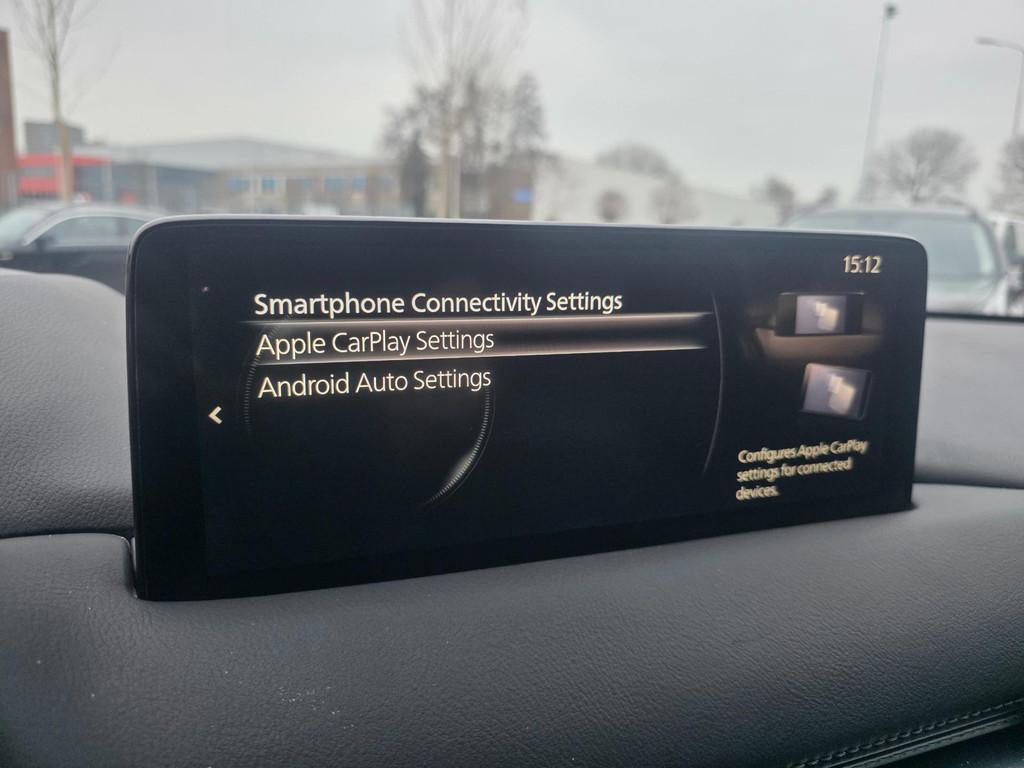 15:12
Smartphone Connectivity Settings
Apple CarPlay Settings
Android Auto Settings
Configures Apple CarPlay
settings for connected
devices.